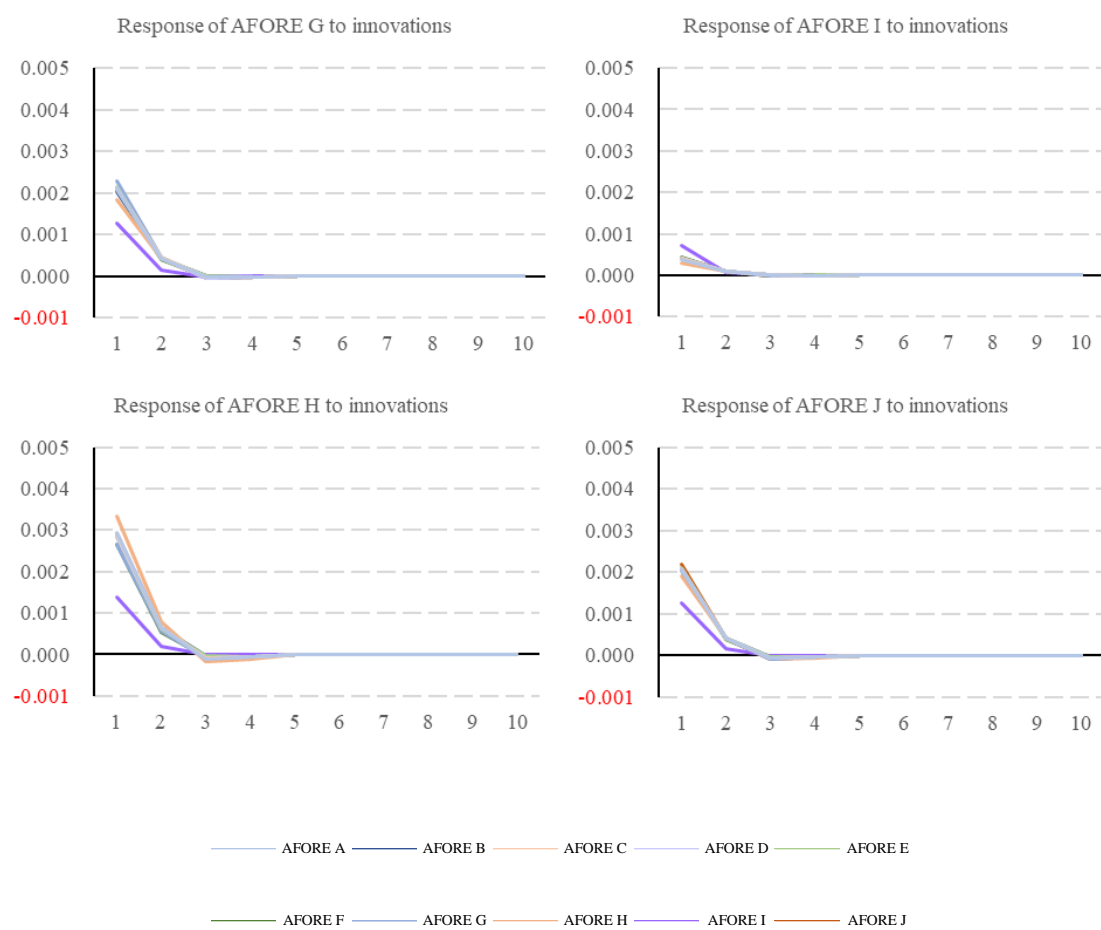 Response of AFORE G to innovations
0.005
0.004
0.003
0.002
0.001
0.000
-0.001
1 2 3 4 5 6 7 8 9 10
Response of AFORE I to innovations
0.005
0.004
0.003
0.002
0.001
0.000
-0.001
1 2 3 4 5 6 7 8 9 10
Response of AFORE H to innovations
0.005
0.004
0.003
0.002
0.001
0.000
-0.001
1 2 3 4 5 6 7 8 9 10
Response of AFORE J to innovations
0.005
0.004
0.003
0.002
0.001
0.000
-0.001
1 2 3 4 5 6 7 8 9 10
AFORE A AFORE B AFORE C AFORE D AFORE E
AFORE F AFORE G AFORE H AFORE I AFORE J